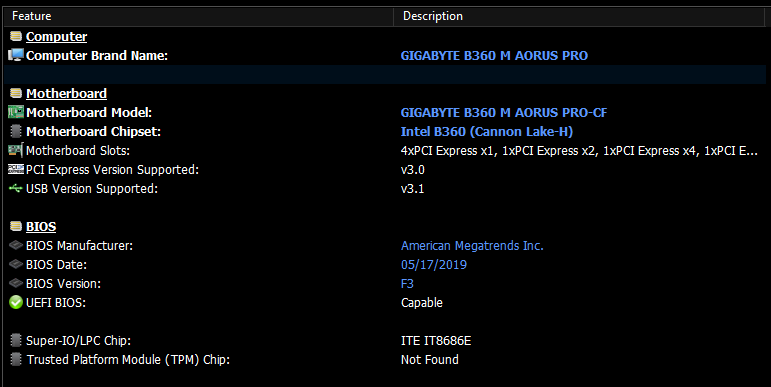 Feature Description
Computer
Computer Brand Name: GIGABYTE B360 M AORUS PRO
Motherboard
Motherboard Model: GIGABYTE B360 M AORUS PRO-CF
Motherboard Chipset: Intel B360 (Cannon Lake-H)
Motherboard Slots: 4xPCI Express x1, 1xPCI Express x2, 1xPCI Express x4, 1xPCI E...
PCI Express Version Supported: v3.0
USB Version Supported: v3.1
BIOS
BIOS Manufacturer: American Megatrends Inc.
BIOS Date: 05/17/2019
BIOS Version: F3
UEFI BIOS: Capable
Super-IO/LPC Chip: ITE IT8686E
Trusted Platform Module (TPM) Chip: Not Found